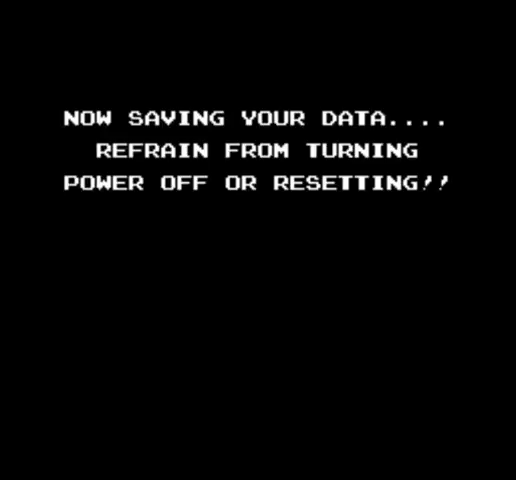 NOW SAVING YOUR DATA....
REFRAIN FROM TURNING
POWER OFF OR RESETTING!!